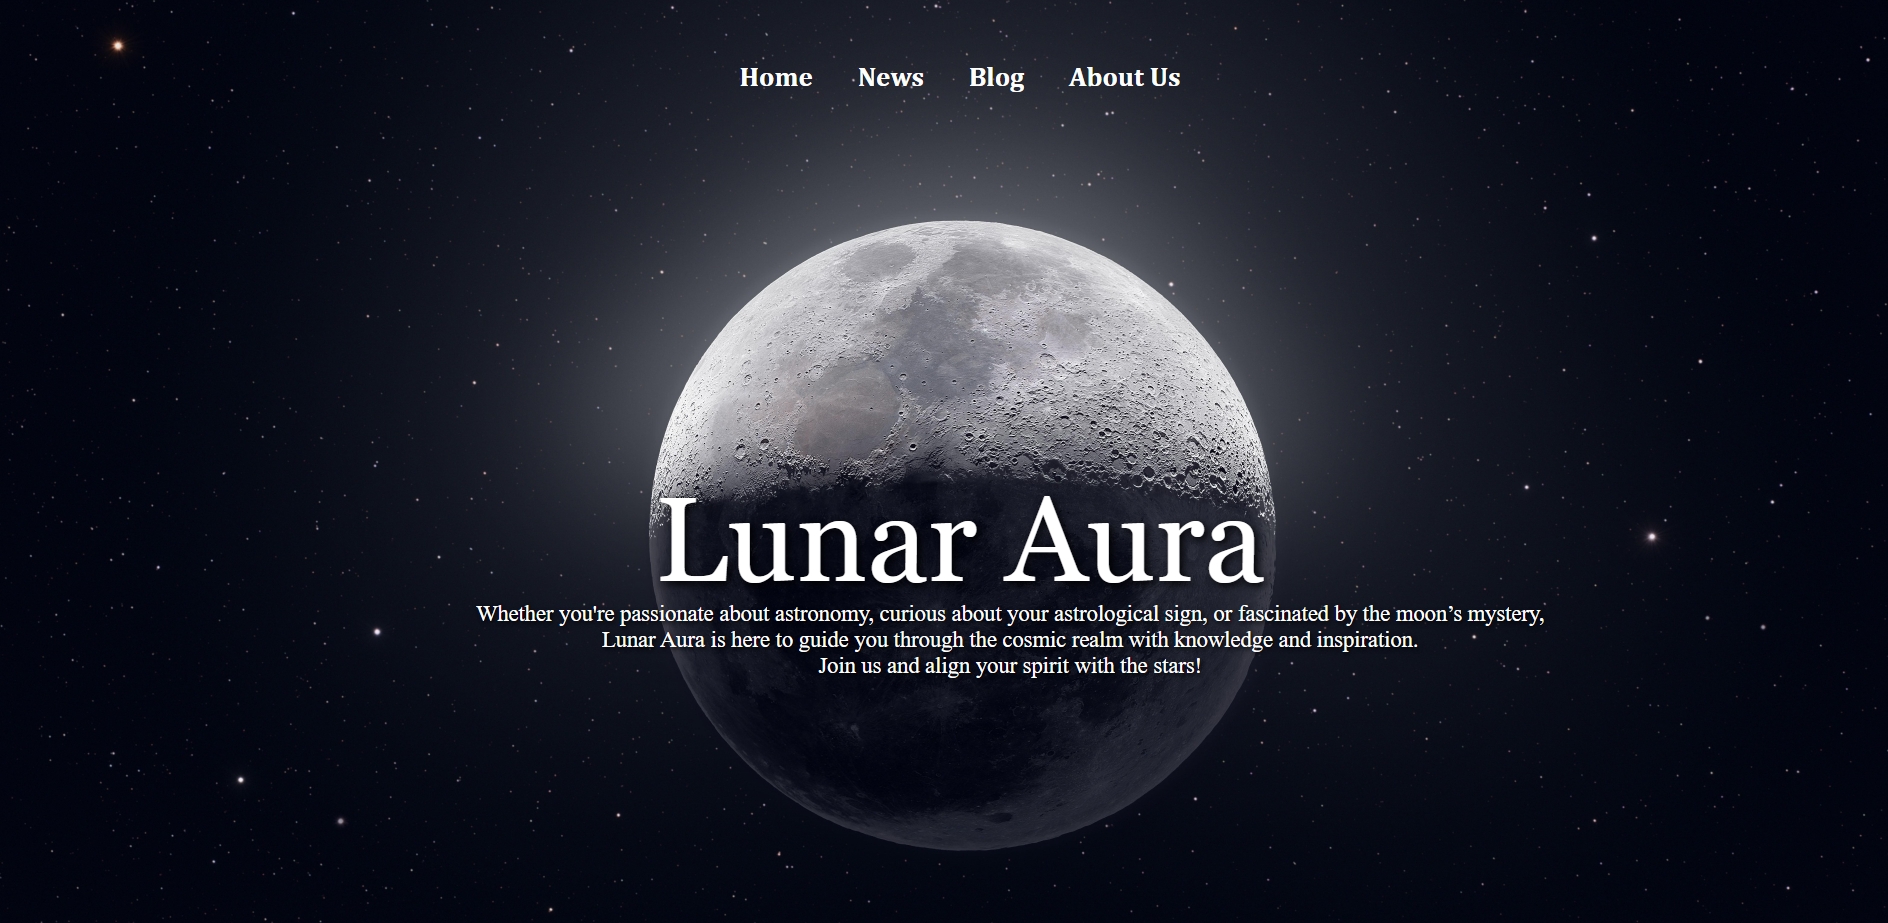 Home News Blog About Us
Lunar Aura
Whether you're passionate about astronomy, curious about your astrological sign, or fascinated by the moon’s mystery,
Lunar Aura is here to guide you through the cosmic realm with knowledge and inspiration.
Join us and align your spirit with the stars!